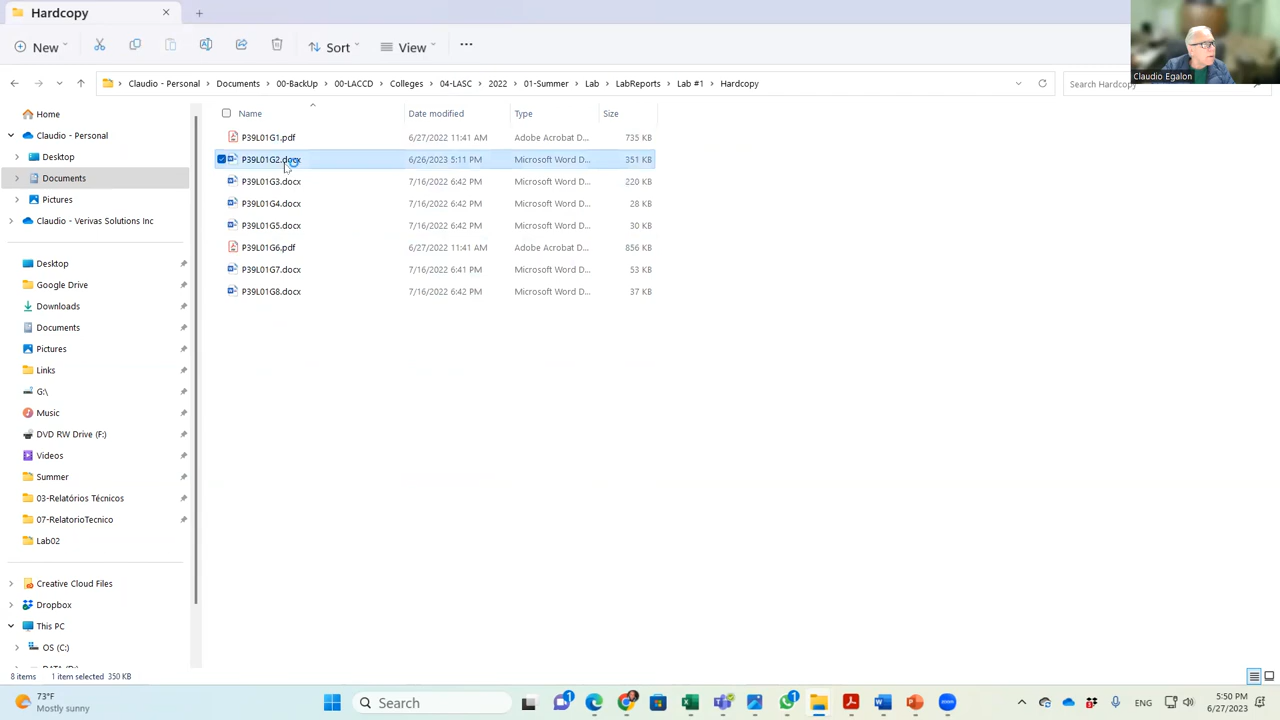 Hardcopy
New
Sort
View
Claudio Egalon
Claudio - Personal
Documents
00-BackUp
00-LACCD
Colleges
04-LASC
2022
01-Summer
Lab
LabReports
Lab #1
Hardcopy
Search Hardcopy
Home
Claudio - Personal
Desktop
Documents
Pictures
Claudio - Verivas Solutions Inc
Desktop
Google Drive
Downloads
Documents
Pictures
Links
G:\
Music
DVD RW Drive (F:)
Videos
Summer
03-Relatórios Técnicos
07-RelatorioTecnico
Lab02
Creative Cloud Files
Dropbox
This PC
OS (C:)
Name Date modified Type Size
P39L01G1.pdf 6/27/2022 11:41 AM Adobe Acrobat D... 735 KB
P39L01G2.docx 6/26/2023 5:11 PM Microsoft Word D... 351 KB
P39L01G3.docx 7/16/2022 6:42 PM Microsoft Word D... 220 KB
P39L01G4.docx 7/16/2022 6:42 PM Microsoft Word D... 28 KB
P39L01G5.docx 7/16/2022 6:42 PM Microsoft Word D... 30 KB
P39L01G6.pdf 6/27/2022 11:41 AM Adobe Acrobat D... 856 KB
P39L01G7.docx 7/16/2022 6:41 PM Microsoft Word D... 53 KB
P39L01G8.docx 7/16/2022 6:42 PM Microsoft Word D... 37 KB
8 items 1 item selected 350 KB
73°F
Mostly sunny
Search
1
1
ENG
5:50 PM
6/27/2023